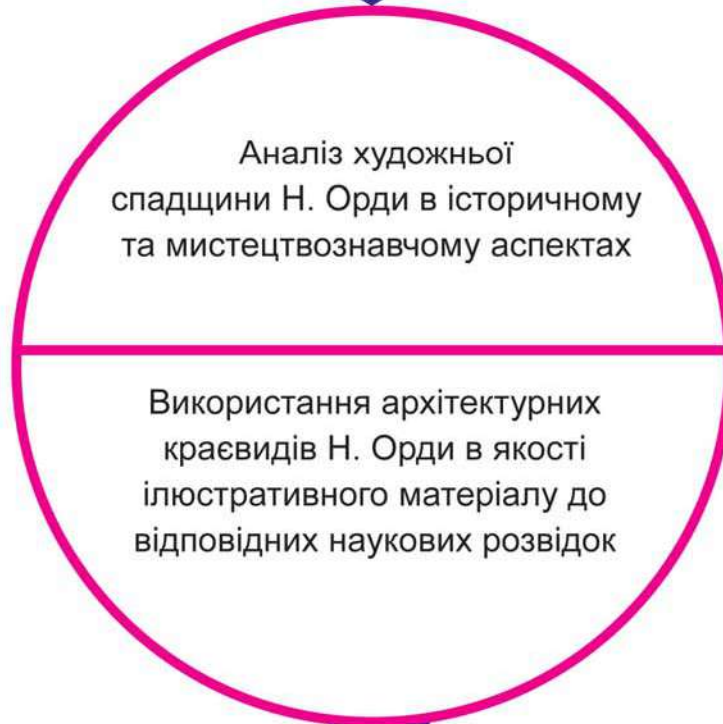 Аналіз художньої
спадщини Н. Орди в історичному
та мистецтвознавчому аспектах
Використання архітектурних
краєвидів Н. Орди в якості
ілюстративного матеріалу до
відповідних наукових розвідок